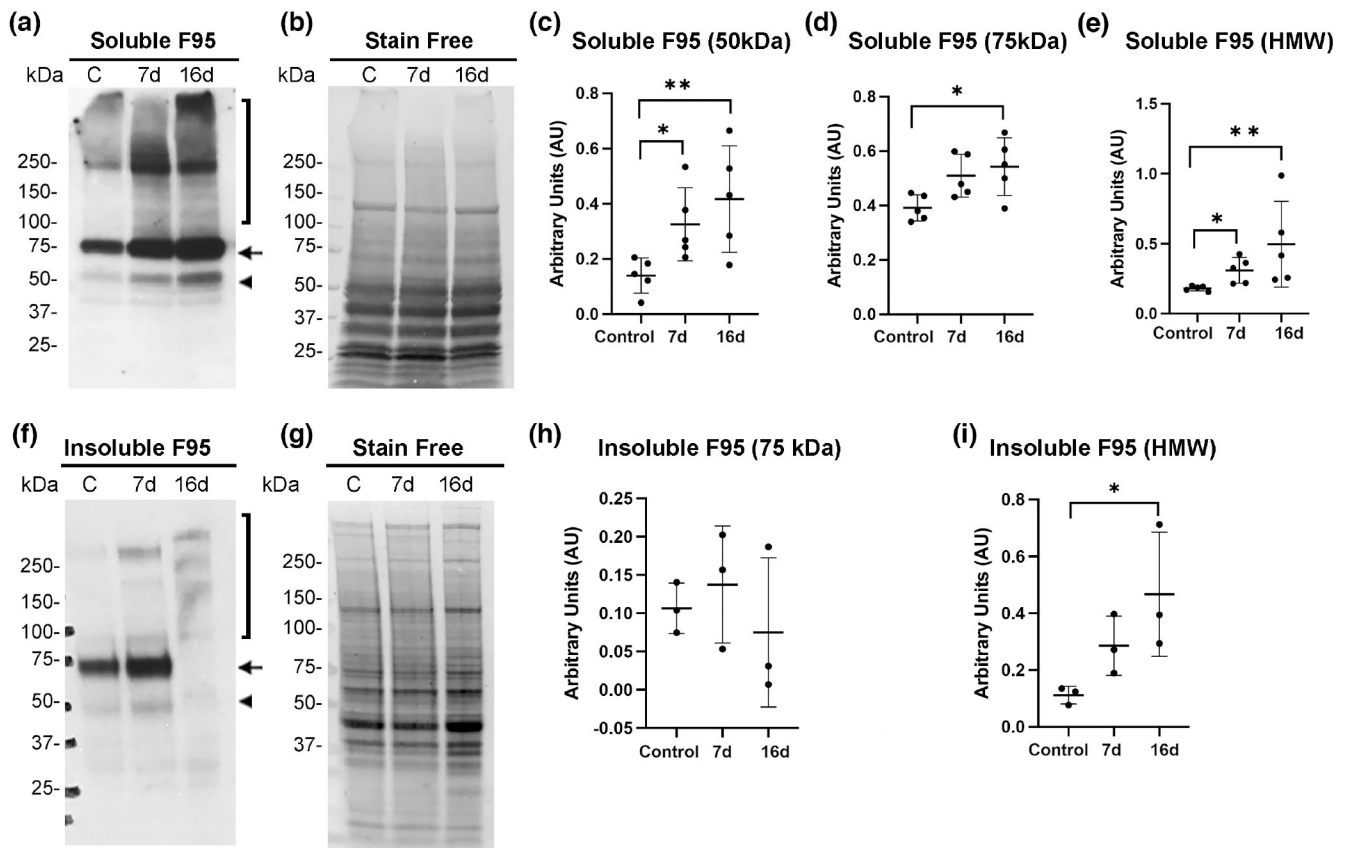 (a)
Soluble F95
kDa
C 7d 16d
250-
150-
100-
75-
50-
37-
25-
(b)
Stain Free
kDa
C 7d 16d
250-
150-
100-
75-
50-
37-
25-
(c)
Soluble F95 (50kDa)
Arbitrary Units (AU)
0.8
0.6
0.4
0.2
0.0
**
*
Control 7d 16d
(d)
Soluble F95 (75kDa)
Arbitrary Units (AU)
0.8
0.6
0.4
0.2
0.0
*
Control 7d 16d
(e)
Soluble F95 (HMW)
Arbitrary Units (AU)
1.5
1.0
0.5
0.0
**
*
Control 7d 16d
(f)
Insoluble F95
kDa
C 7d 16d
250-
150-
100-
75-
50-
37-
25-
(g)
Stain Free
kDa
C 7d 16d
250-
150-
100-
75-
50-
37-
(h)
Insoluble F95 (75 kDa)
Arbitrary Units (AU)
0.25
0.20
0.15
0.10
0.05
0.00
-0.05
Control 7d 16d
(i)
Insoluble F95 (HMW)
Arbitrary Units (AU)
0.8
0.6
0.4
0.2
0.0
*
Control 7d 16d